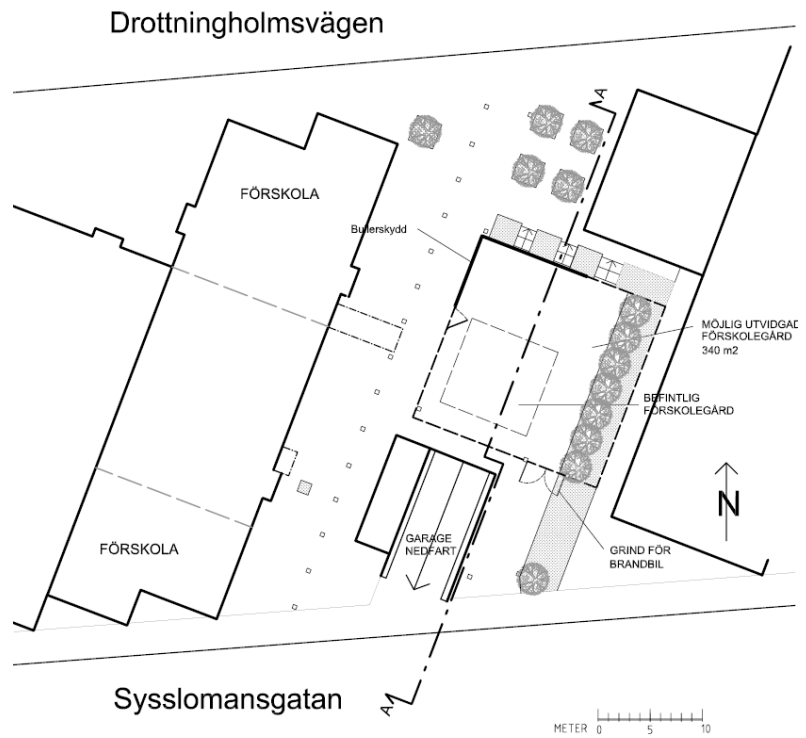 Drottningholmsvägen
A
FÖRSKOLA
Bullerskydd
MÖJLIG UTVIDGAD
FÖRSKOLEGÅRD
340 m2
BEFINTLIG
FÖRSKOLEGÅRD
N
GARAGE
NEDFART
FÖRSKOLA
GRIND FÖR
BRANDBIL
Sysslomansgatan
A
METER 0 5 10